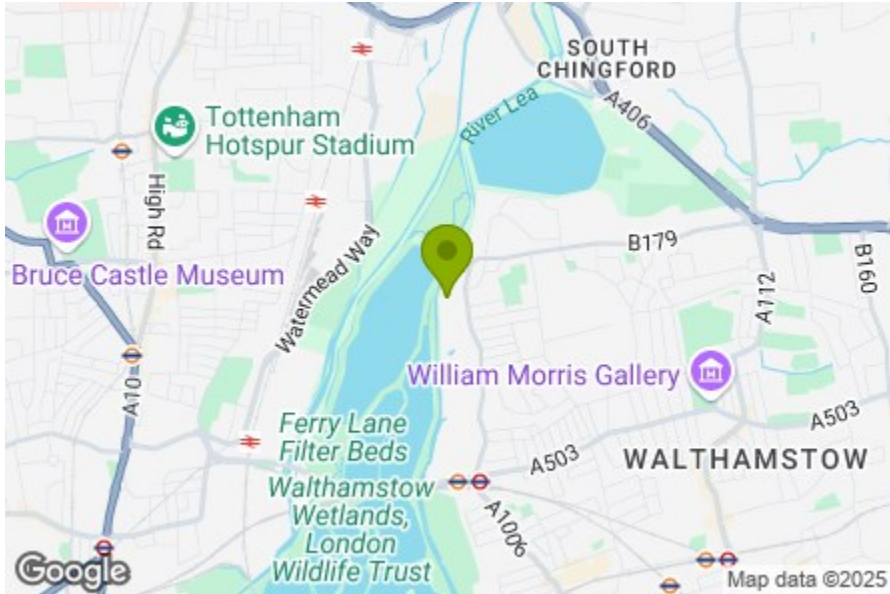 SOUTH
CHINGFORD
A406
River Lea
Tottenham
Hotspur Stadium
High Rd
Bruce Castle Museum
Watermead Way
B179
A112
B160
A10
William Morris Gallery
A503
A503
Ferry Lane
Filter Beds
WALTHAMSTOW
Walthamstow
Wetlands,
London
Wildlife Trust
A1006
Google
Map data ©2025